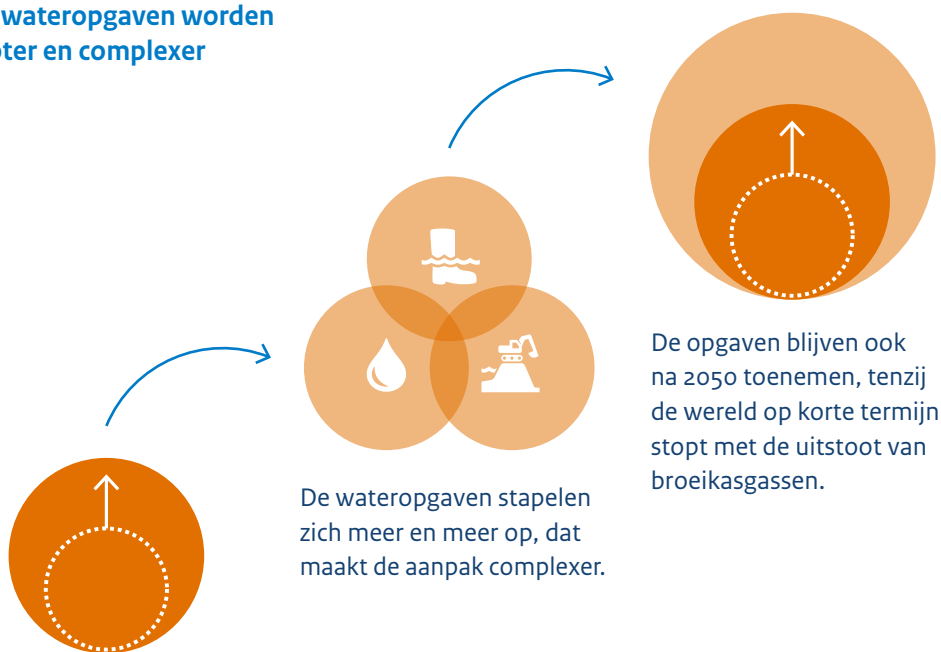 wateropgaven worden
ter en complexer
De opgaven blijven ook
na 2050 toenemen, tenzij
de wereld op korte termijn
stopt met de uitstoot van
broeikasgassen.
De wateropgaven stapelen
zich meer en meer op, dat
maakt de aanpak complexer.